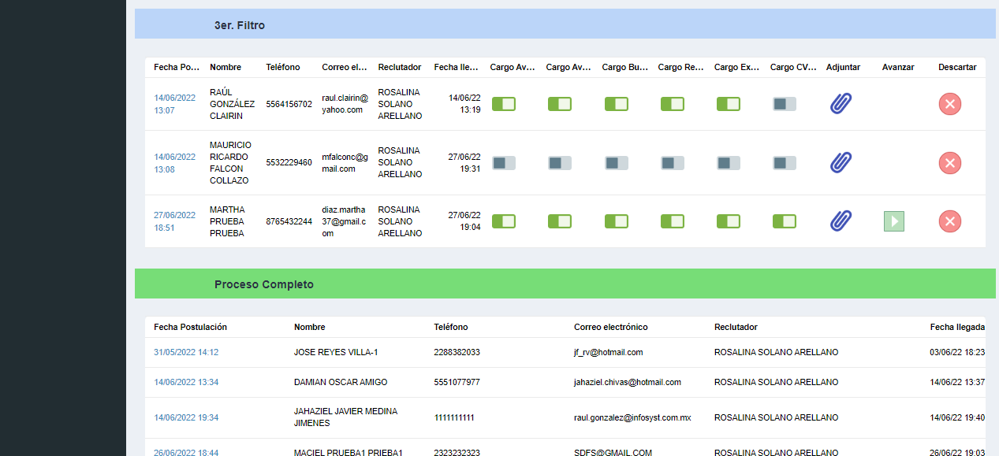 3er. Filtro
Fecha Po... Nombre Teléfono Correo el... Reclutador Fecha lle... Cargo Av... Cargo Av... Cargo Bu... Cargo Re... Cargo Ex... Cargo CV... Adjuntar Avanzar Descartar
14/06/2022
13:07
RAÚL
GONZÁLEZ
CLAIRIN
5564156702
raul.clairin@
yahoo.com
ROSALINA
SOLANO
ARELLANO
14/06/22
13:19
14/06/2022
13:08
MAURICIO
RICARDO
FALCON
COLLAZO
5532229460
mfalconc@g
mail.com
ROSALINA
SOLANO
ARELLANO
27/06/22
19:31
27/06/2022
18:51
MARTHA
PRUEBA
PRUEBA
8765432244
diaz.martha
37@gmail.c
om
ROSALINA
SOLANO
ARELLANO
27/06/22
19:04
Proceso Completo
Fecha Postulación Nombre Teléfono Correo electrónico Reclutador Fecha llegada
31/05/2022 14:12 JOSE REYES VILLA-1 2288382033 jf_rv@hotmail.com ROSALINA SOLANO ARELLANO 03/06/22 18:23
14/06/2022 13:34 DAMIAN OSCAR AMIGO 5551077977 jahaziel.chivas@hotmail.com ROSALINA SOLANO ARELLANO 14/06/22 13:37
14/06/2022 19:34 JAHAZIEL JAVIER MEDINA
JIMENES
1111111111 raul.gonzalez@infosyst.com.mx ROSALINA SOLANO ARELLANO 14/06/22 19:40
26/06/2022 18:44 MACIEL PRUEBA1 PRIEBA1 2323232323 SDFS@GMAIL.COM ROSALINA SOLANO ARELLANO 26/06/22 19:03